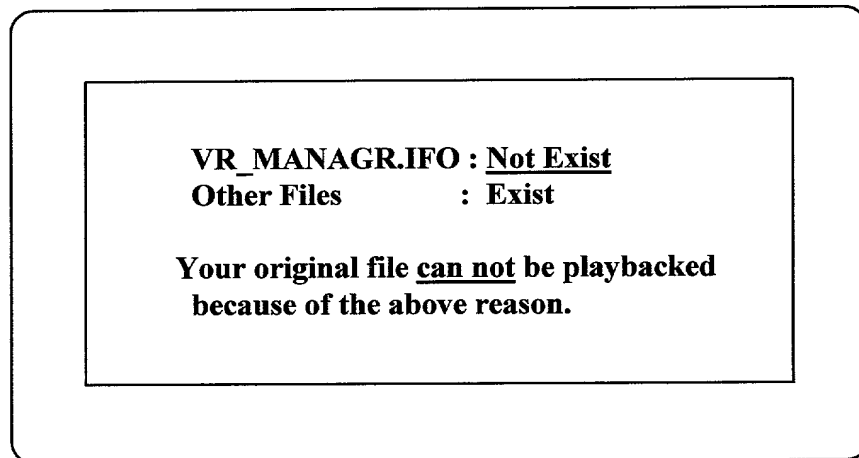 VR_MANAGR.IFO : Not Exist
Other Files : Exist
Your original file can not be playbacked
because of the above reason.